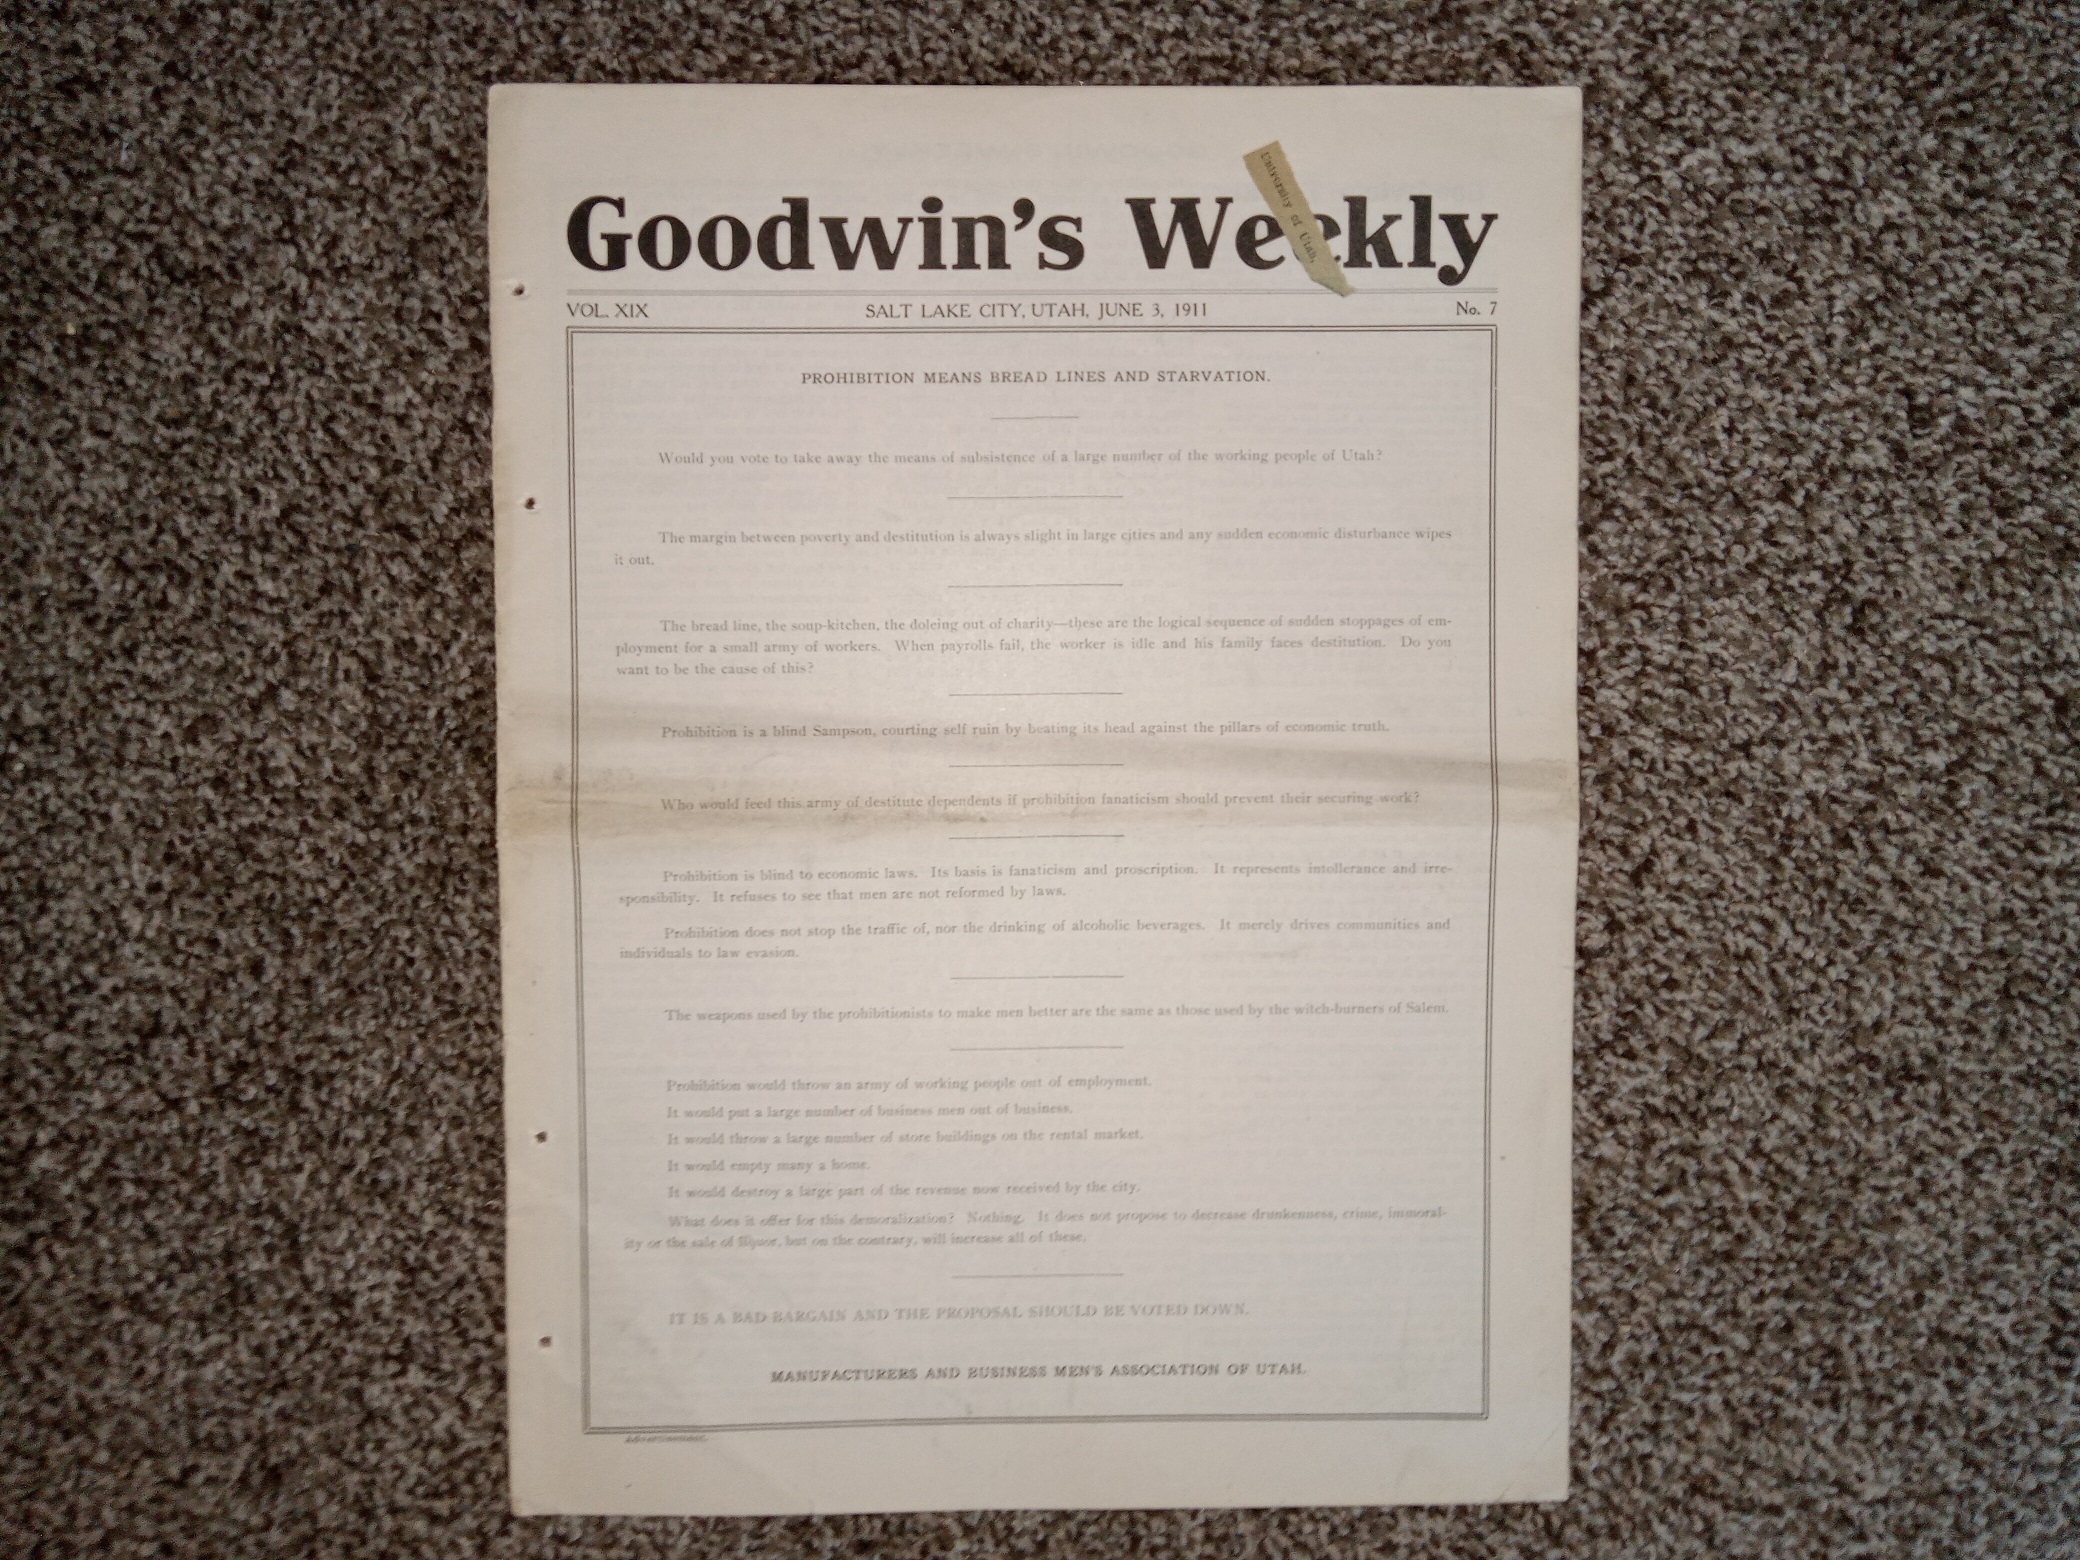 Goodwin's Weekly
University of Utah,
VOL. XIX SALT LAKE CITY, UTAH, JUNE 3, 1911 No. 7
PROHIBITION MEANS BREAD LINES AND STARVATION.
Would you vote to take away the means of subsistence of a large number of the working people of Utah?
The margin between poverty and destitution is always slight in large cities and any sudden economic disturbance wipes
it out.
The bread line, the soup-kitchen, the doleing out of charity—these are the logical sequence of sudden stoppages of em-
ployment for a small army of workers. When payrolls fail, the worker is idle and his family faces destitution. Do you
want to be the cause of this?
Prohibition is a blind Sampson, courting self ruin by beating its head against the pillars of economic truth.
Who would feed this army of destitute dependents if prohibition fanaticism should prevent their securing work?
Prohibition is blind to economic laws. Its basis is fanaticism and proscription. It represents intollerance and irre-
sponsibility. It refuses to see that men are not reformed by laws.
Prohibition does not stop the traffic of, nor the drinking of alcoholic beverages. It merely drives communities and
individuals to law evasion.
The weapons used by the prohibitionists to make men better are the same as those used by the witch-burners of Salem.
Prohibition would throw an army of working people out of employment.
It would put a large number of business men out of business.
It would throw a large number of store buildings on the rental market.
It would empty many a home.
It would destroy a large part of the revenue now received by the city.
What does it offer for this demoralization? Nothing. It does not propose to decrease drunkenness, crime, immoral-
ity or the sale of liquor, but on the contrary, will increase all of these.
IT IS A BAD BARGAIN AND THE PROPOSAL SHOULD BE VOTED DOWN.
MANUFACTURERS AND BUSINESS MEN'S ASSOCIATION OF UTAH.
Advertisement.